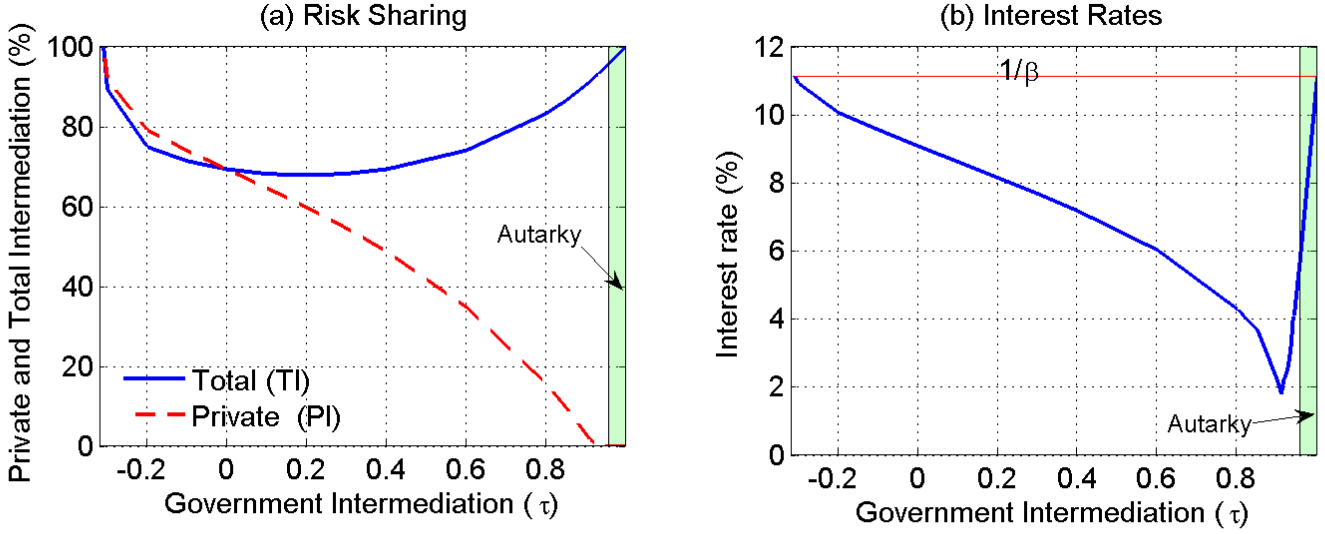 (a) Risk Sharing
Private and Total Intermediation (%)
100
80
60
40
20
0
Autarky
Total (TI)
Private (PI)
-0.2 0 0.2 0.4 0.6 0.8
Government Intermediation (τ)
(b) Interest Rates
Interest rate (%)
12
10
8
6
4
2
0
1/β
Autarky
-0.2 0 0.2 0.4 0.6 0.8
Government Intermediation (τ)